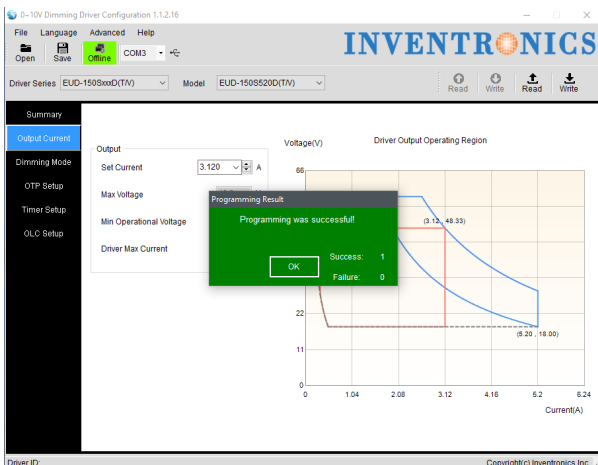 0-10V Dimming Driver Configuration 1.1.2.16
File Language Advanced Help
Open Save Offline COM3
INVENTRONICS
Driver Series EUD-150SxxxD(T/V) Model EUD-150S520D(T/V) Read Write Read Write
Summary
Output Current
Dimming Mode
OTP Setup
Timer Setup
OLC Setup
Output
Set Current 3.120 A
Max Voltage
Min Operational Voltage
Driver Max Current
Voltage(V) Driver Output Operating Region
66
(3.12, 48.33)
22
(5.20 , 18.00)
11
0
0 1.04 2.08 3.12 4.16 5.2 6.24
Current(A)
Programming Result
Programming was successful!
Success: 1
OK
Failure: 0
Driver ID: Copyright(c) Inventronics Inc.